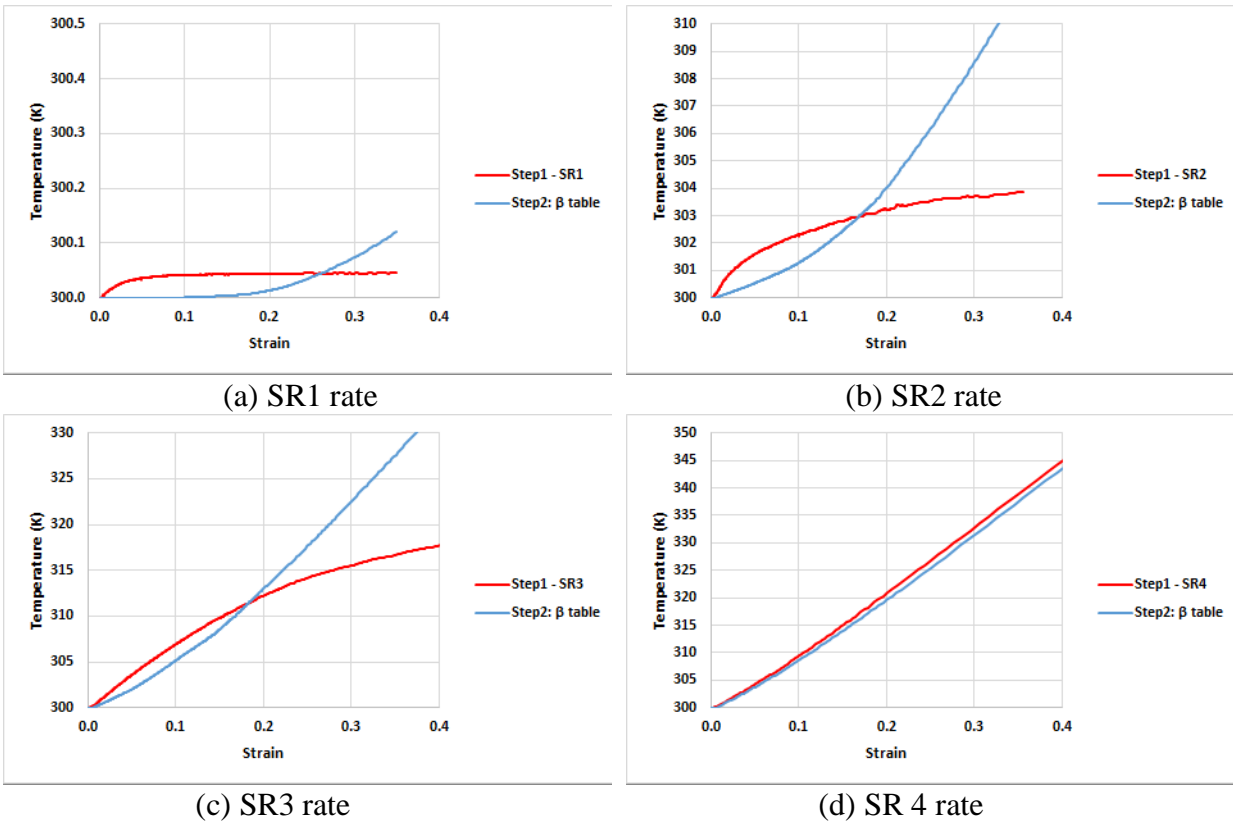 300.5
300.4
300.3
300.2
300.1
300.0
Temperature (K)
0.0 0.1 0.2 0.3 0.4
Strain
Step1 - SR1
Step2: β table
(a) SR1 rate
310
309
308
307
306
305
304
303
302
301
300
Temperature (K)
0.0 0.1 0.2 0.3 0.4
Strain
Step1 - SR2
Step2: β table
(b) SR2 rate
330
325
320
315
310
305
300
Temperature (K)
0.0 0.1 0.2 0.3 0.4
Strain
Step1 - SR3
Step2: β table
(c) SR3 rate
350
345
340
335
330
325
320
315
310
305
300
Temperature (K)
0.0 0.1 0.2 0.3 0.4
Strain
Step1 - SR4
Step2: β table
(d) SR 4 rate